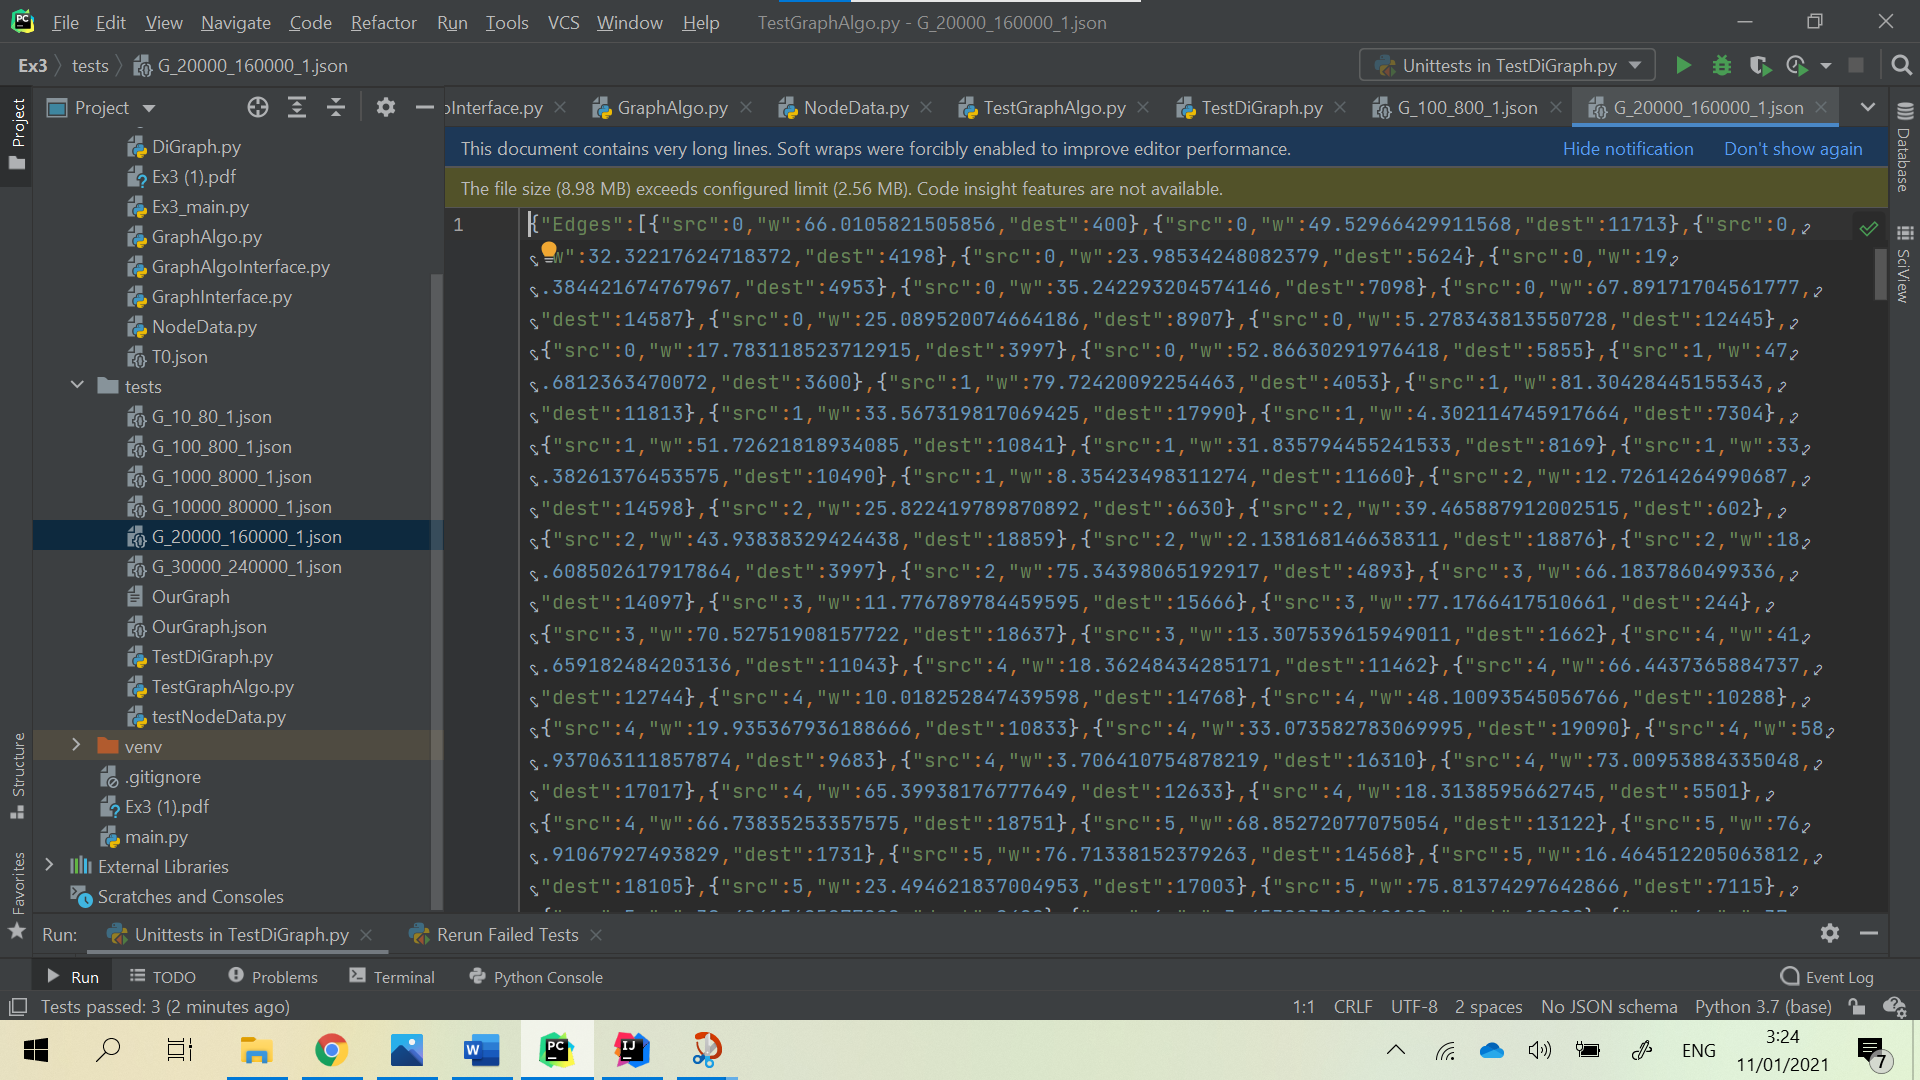 File Edit View Navigate Code Refactor Run Tools VCS Window Help TestGraphAlgo.py - G_20000_160000_1.json
Ex3 tests G_20000_160000_1.json Unittests in TestDiGraph.py
Project oInterface.py GraphAlgo.py NodeData.py TestGraphAlgo.py TestDiGraph.py G_100_800_1.json G_20000_160000_1.json
Project
Structure
Favorites
DiGraph.py
Ex3 (1).pdf
Ex3_main.py
GraphAlgo.py
GraphAlgoInterface.py
GraphInterface.py
NodeData.py
T0.json
tests
G_10_80_1.json
G_100_800_1.json
G_1000_8000_1.json
G_10000_80000_1.json
G_20000_160000_1.json
G_30000_240000_1.json
OurGraph
OurGraph.json
TestDiGraph.py
TestGraphAlgo.py
testNodeData.py
venv
.gitignore
Ex3 (1).pdf
main.py
External Libraries
Scratches and Consoles
This document contains very long lines. Soft wraps were forcibly enabled to improve editor performance. Hide notification Don't show again
The file size (8.98 MB) exceeds configured limit (2.56 MB). Code insight features are not available.
1 {"Edges":[{"src":0,"w":66.0105821505856,"dest":400},{"src":0,"w":49.52966429911568,"dest":11713},{"src":0,
w":32.32217624718372,"dest":4198},{"src":0,"w":23.98534248082379,"dest":5624},{"src":0,"w":19
.384421674767967,"dest":4953},{"src":0,"w":35.242293204574146,"dest":7098},{"src":0,"w":67.89171704561777,
"dest":14587},{"src":0,"w":25.089520074664186,"dest":8907},{"src":0,"w":5.278343813550728,"dest":12445},
{"src":0,"w":17.783118523712915,"dest":3997},{"src":0,"w":52.86630291976418,"dest":5855},{"src":1,"w":47
.6812363470072,"dest":3600},{"src":1,"w":79.72420092254463,"dest":4053},{"src":1,"w":81.30428445155343,
"dest":11813},{"src":1,"w":33.567319817069425,"dest":17990},{"src":1,"w":4.302114745917664,"dest":7304},
{"src":1,"w":51.72621818934085,"dest":10841},{"src":1,"w":31.835794455241533,"dest":8169},{"src":1,"w":33
.38261376453575,"dest":10490},{"src":1,"w":8.35423498311274,"dest":11660},{"src":2,"w":12.72614264990687,
"dest":14598},{"src":2,"w":25.822419789870892,"dest":6630},{"src":2,"w":39.465887912002515,"dest":602},
{"src":2,"w":43.93838329424438,"dest":18859},{"src":2,"w":2.138168146638311,"dest":18876},{"src":2,"w":18
.608502617917864,"dest":3997},{"src":2,"w":75.34398065192917,"dest":4893},{"src":3,"w":66.1837860499336,
"dest":14097},{"src":3,"w":11.776789784459595,"dest":15666},{"src":3,"w":77.1766417510661,"dest":244},
{"src":3,"w":70.52751908157722,"dest":18637},{"src":3,"w":13.307539615949011,"dest":1662},{"src":4,"w":41
.659182484203136,"dest":11043},{"src":4,"w":18.36248434285171,"dest":11462},{"src":4,"w":66.4437365884737,
"dest":12744},{"src":4,"w":10.018252847439598,"dest":14768},{"src":4,"w":48.10093545056766,"dest":10288},
{"src":4,"w":19.9353679361886​66,"dest":10833},{"src":4,"w":33.073582783069995,"dest":19090},{"src":4,"w":58
.937063111857874,"dest":9683},{"src":4,"w":3.706410754878219,"dest":16310},{"src":4,"w":73.00953884335048,
"dest":17017},{"src":4,"w":65.39938176777649,"dest":12633},{"src":4,"w":18.3138595662745,"dest":5501},
{"src":4,"w":66.73835253357575,"dest":18751},{"src":5,"w":68.85272077075054,"dest":13122},{"src":5,"w":76
.91067927493829,"dest":1731},{"src":5,"w":76.71338152379263,"dest":14568},{"src":5,"w":16.464512205063812,
"dest":18105},{"src":5,"w":23.494621837004953,"dest":17003},{"src":5,"w":75.81374297642866,"dest":7115},
Database
SciView
Run: Unittests in TestDiGraph.py Rerun Failed Tests
Run TODO Problems Terminal Python Console Event Log
Tests passed: 3 (2 minutes ago) 1:1 CRLF UTF-8 2 spaces No JSON schema Python 3.7 (base)
ENG 3:24
11/01/2021 7